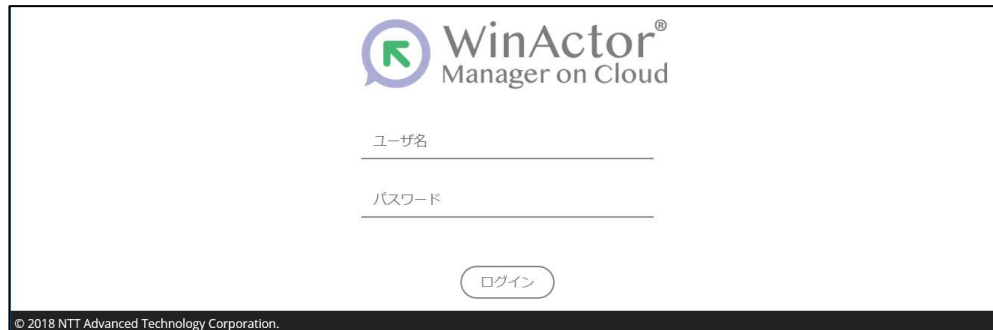 WinActor®
Manager on Cloud
ユーザ名
パスワード
ログイン
© 2018 NTT Advanced Technology Corporation.